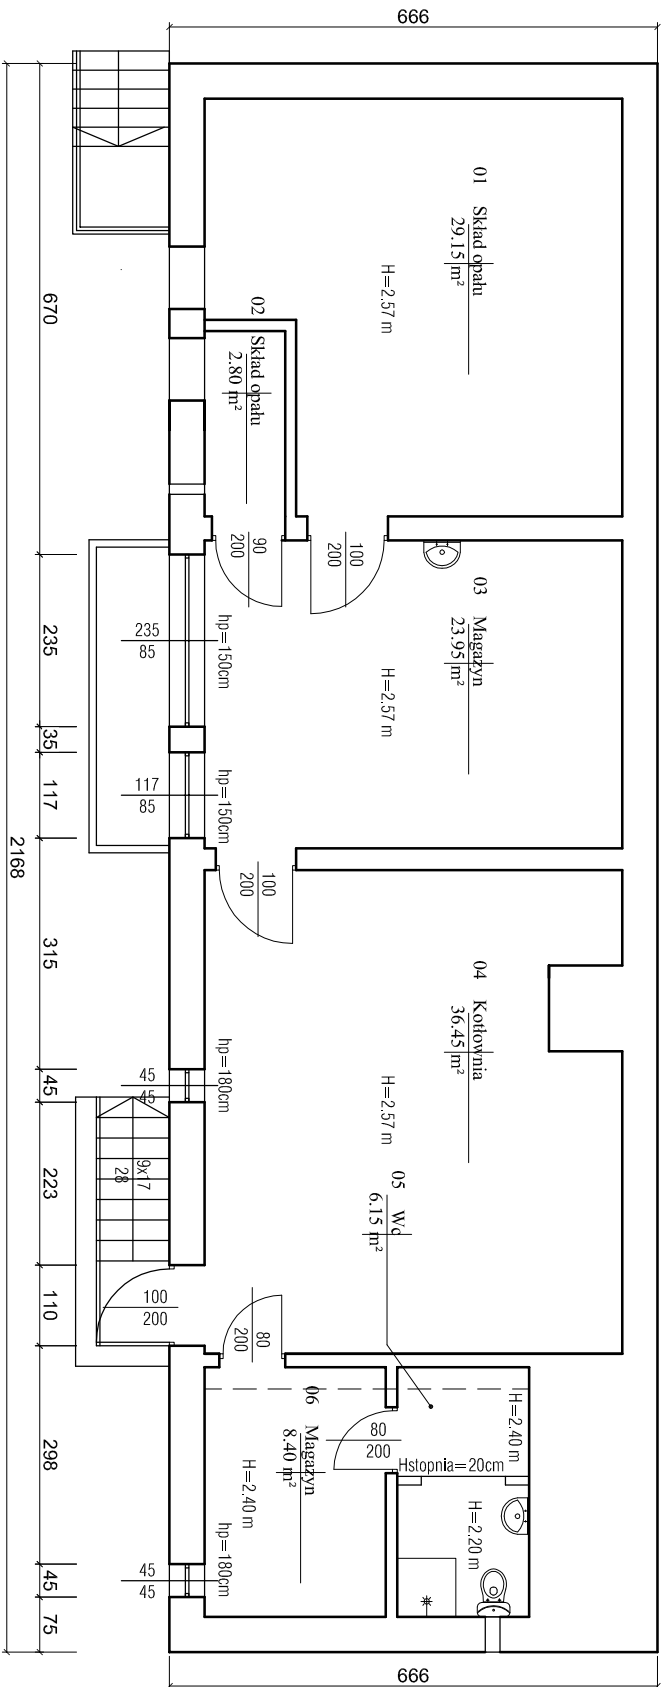 666
01 Skład opału
29.15 m²
H=2.57 m
02 Skład opału
2.80 m²
90
200
100
200
03 Magazyn
23.95 m²
H=2.57 m
235
85
hp=150cm
117
85
hp=150cm
100
200
04 Kotłownia
36.45 m²
H=2.57 m
45
45
hp=180cm
9x17
28
100
200
80
200
05 Wc
6.15 m²
H=2.40 m
Hstopnia=20cm
H=2.20 m
80
200
06 Magazyn
8.40 m²
H=2.40 m
45
45
hp=180cm
670
235
35
117
315
45
223
110
298
45
75
2168
666